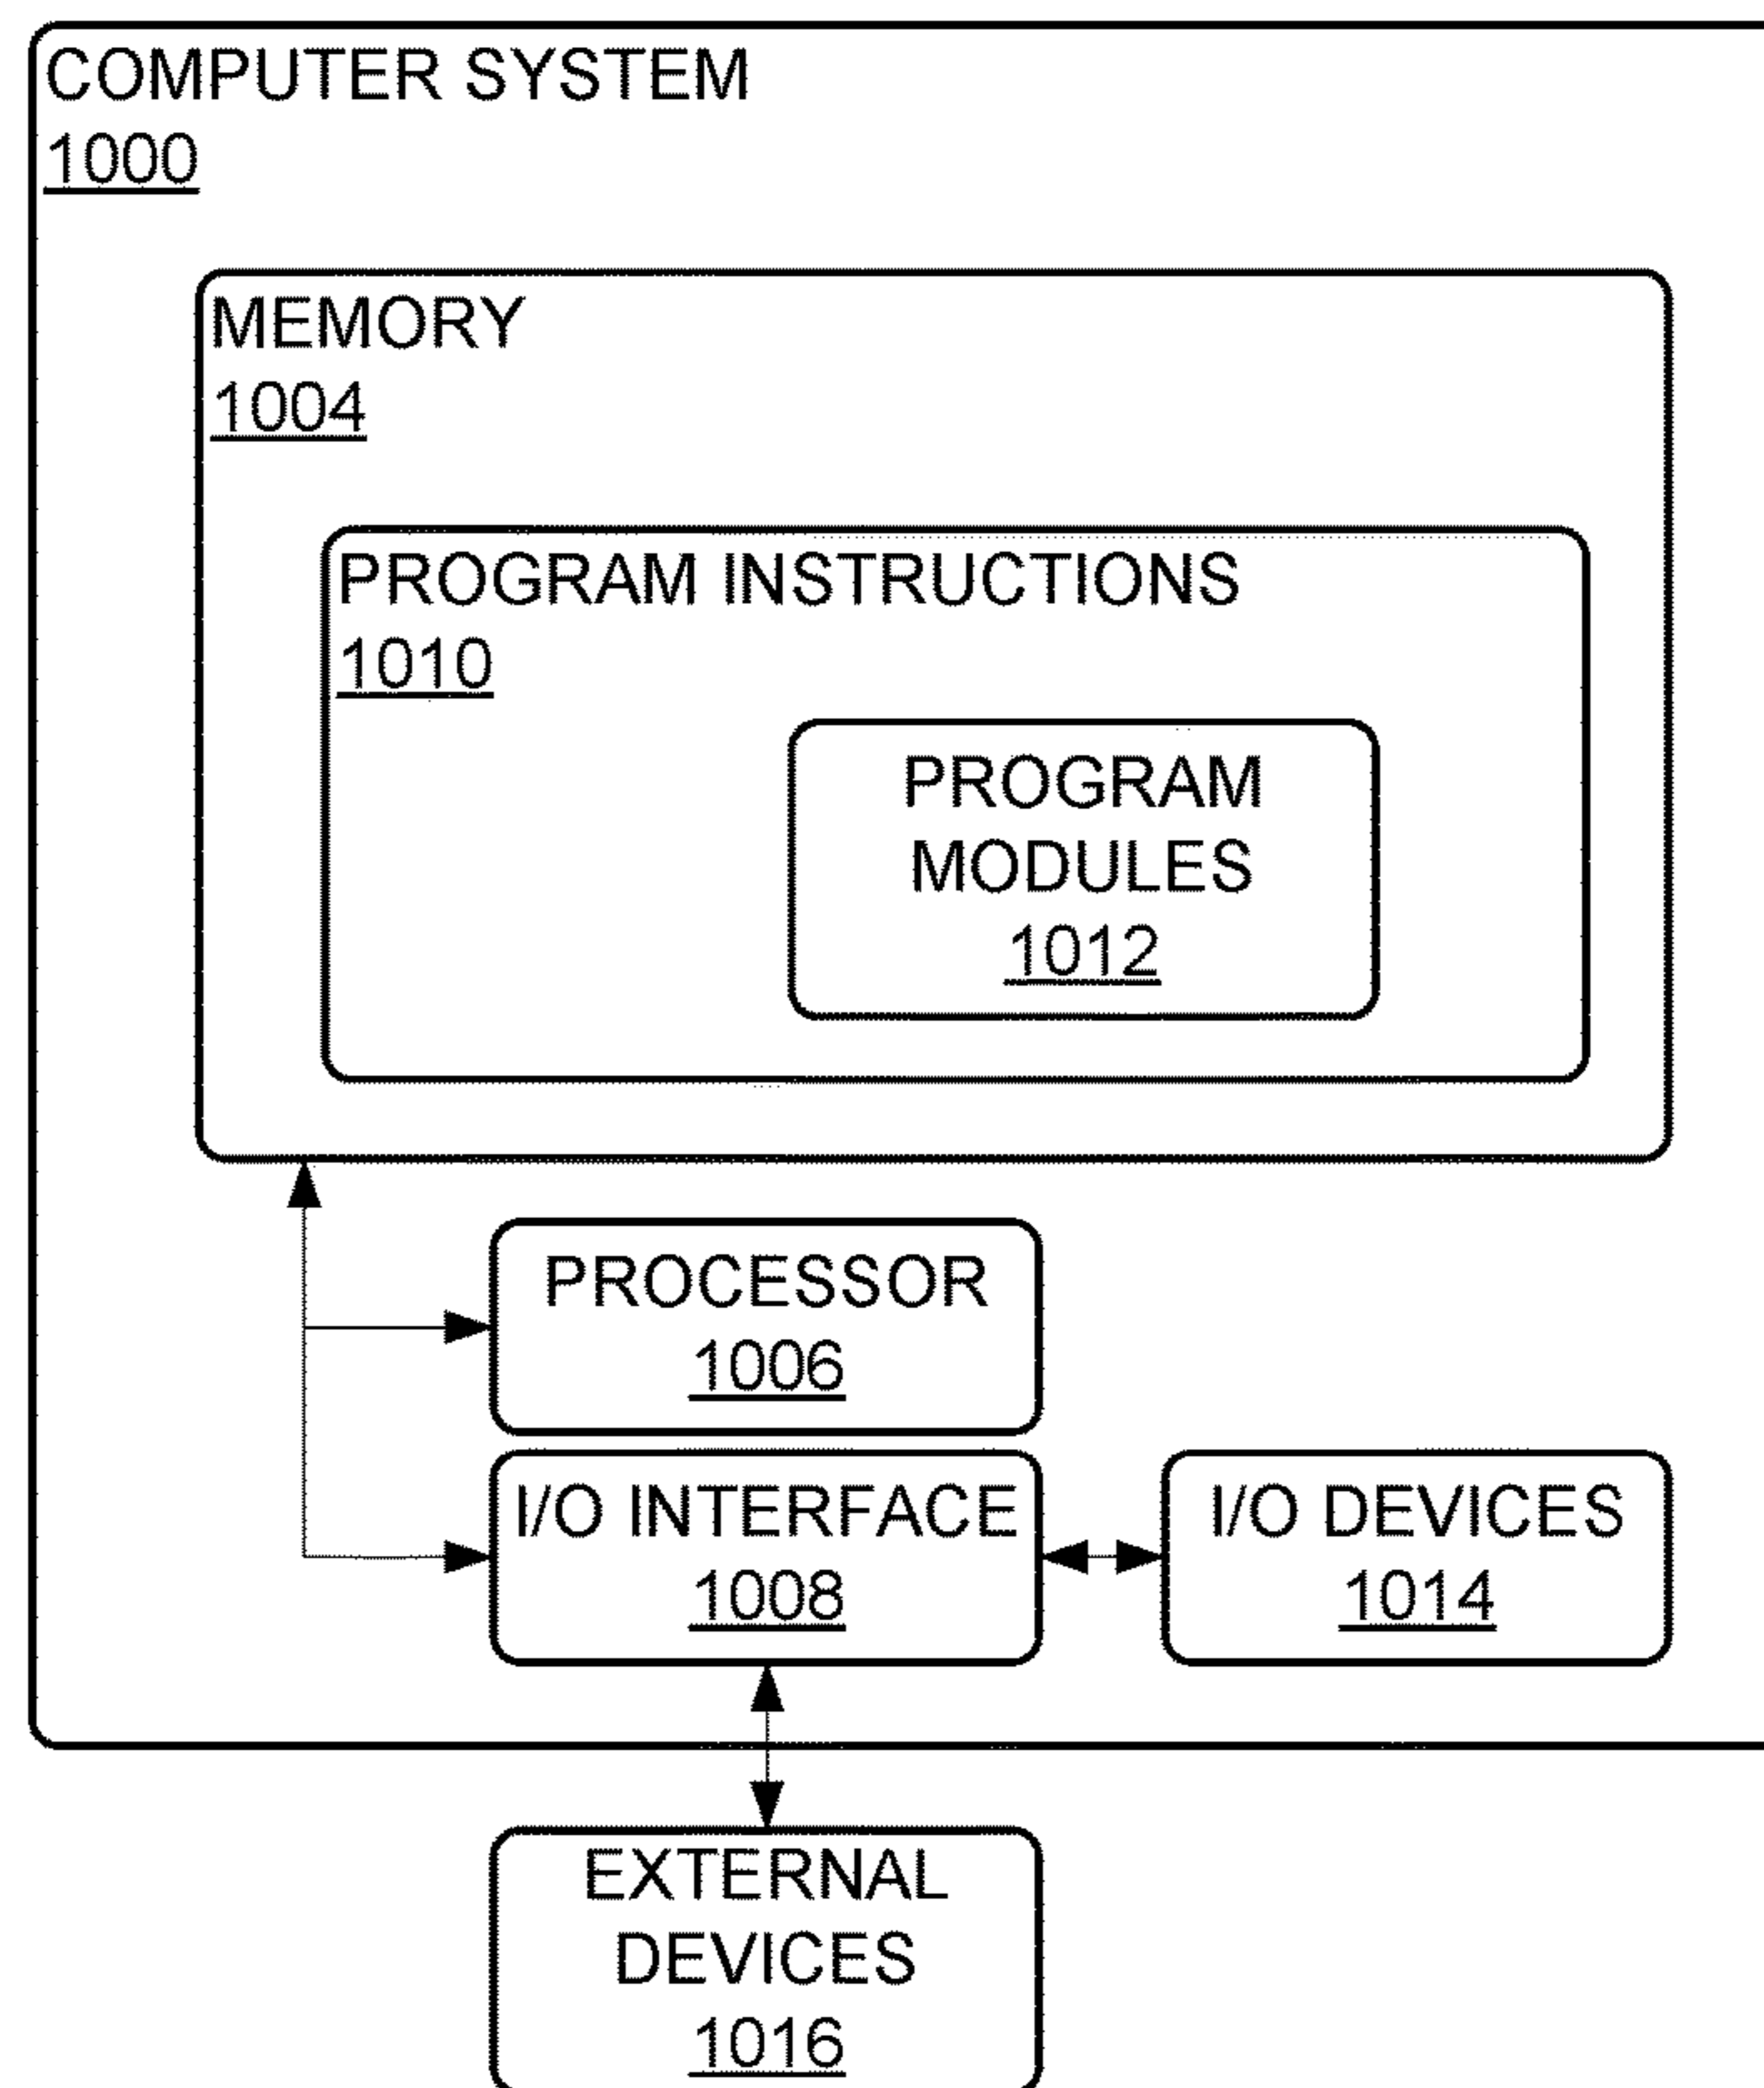 COMPUTER SYSTEM
1000
MEMORY
1004
PROGRAM INSTRUCTIONS
1010
PROGRAM
MODULES
1012
PROCESSOR
1006
I/O INTERFACE
1008
I/O DEVICES
1014
EXTERNAL
DEVICES
1016